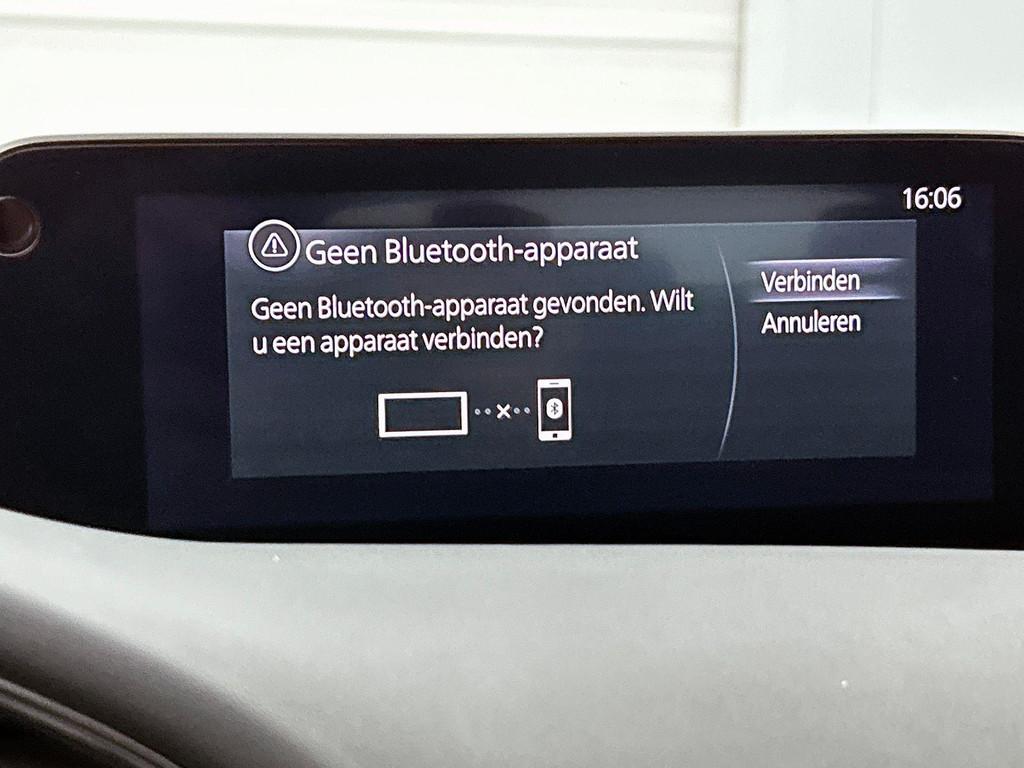 16:06
Geen Bluetooth-apparaat
Geen Bluetooth-apparaat gevonden. Wilt
u een apparaat verbinden?
Verbinden
Annuleren